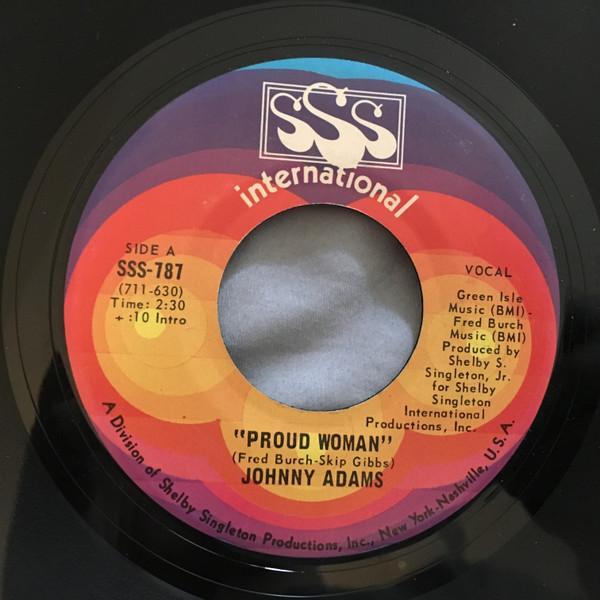 SSS
international
SIDE A
SSS-787
(711-630)
Time: 2:30
+ :10 Intro
VOCAL
Green Isle
Music (BMI) -
Fred Burch
Music (BMI)
Produced by
Shelby S.
Singleton, Jr.
for Shelby
Singleton
International
Productions, Inc.
"PROUD WOMAN"
(Fred Burch-Skip Gibbs)
JOHNNY ADAMS
A Division of Shelby Singleton Productions, Inc., New York-Nashville, U.S.A.